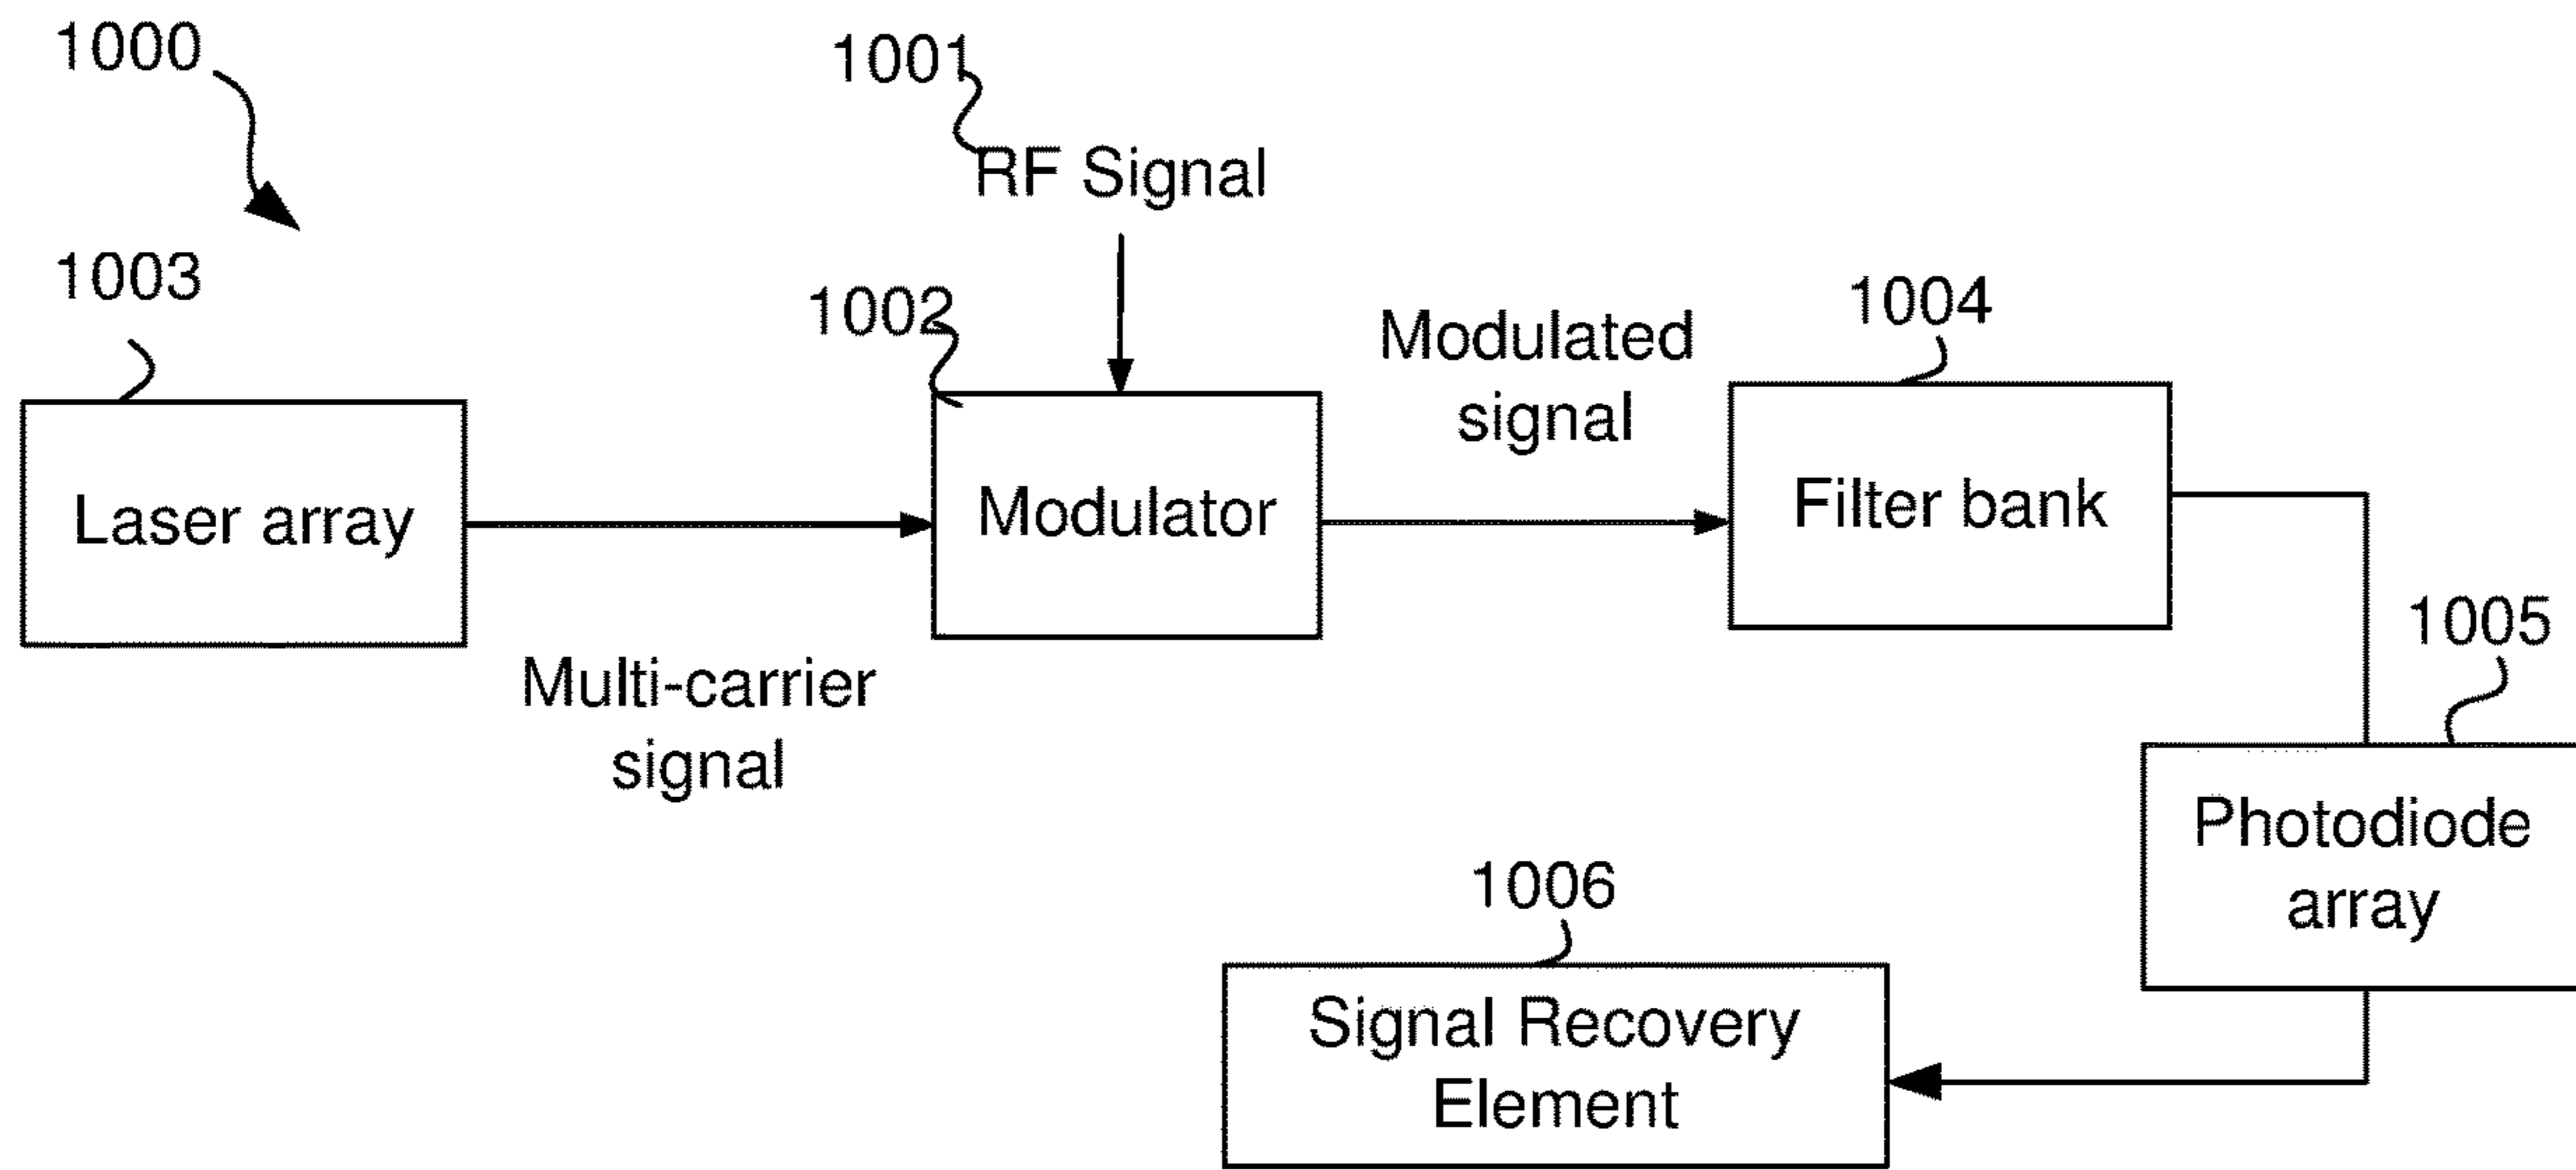 1000
1001
RF Signal
1003
1002
Modulated
signal
1004
Laser array
Modulator
Filter bank
Multi-carrier
signal
1005
Photodiode
array
1006
Signal Recovery
Element